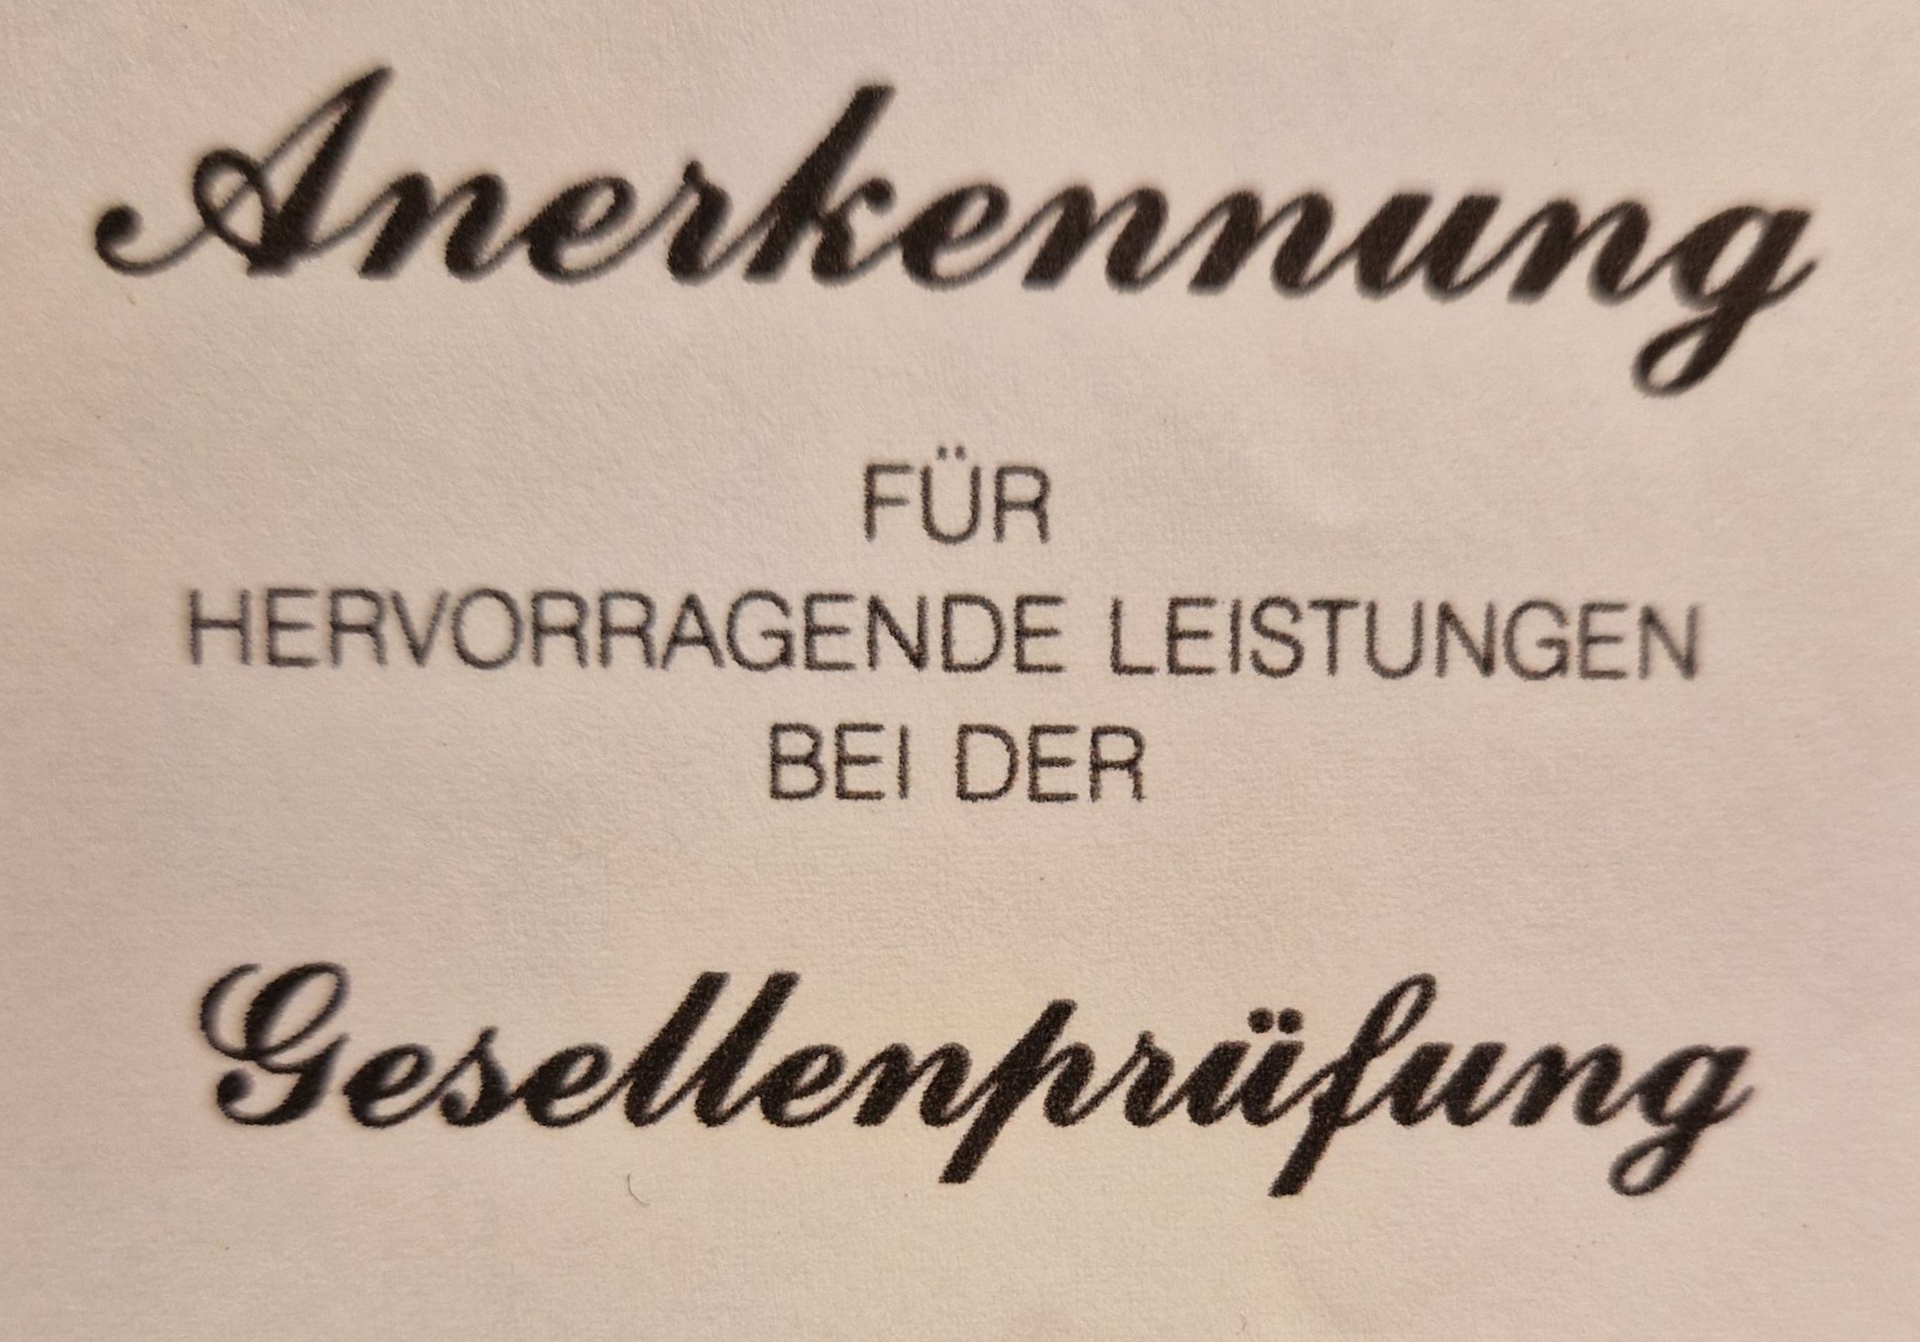 Anerkennung
FÜR
HERVORRAGENDE LEISTUNGEN
BEI DER
Gesellenprüfung